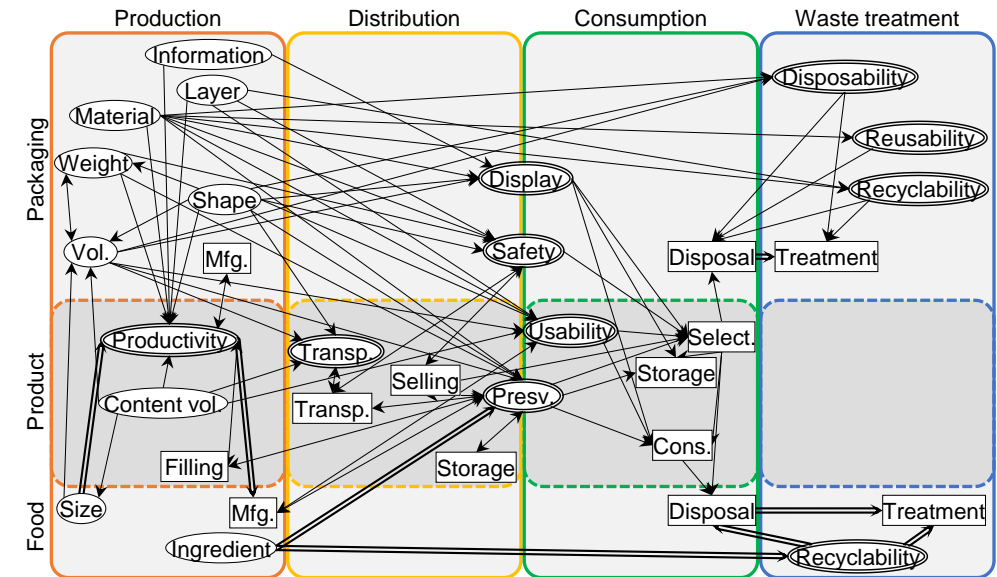 Production
Distribution
Consumption
Waste treatment
Packaging
Product
Food
Information
Layer
Material
Weight
Shape
Vol.
Mfg.
Display
Safety
Disposability
Reusability
Recyclability
Disposal
Treatment
Productivity
Transp.
Usability
Select.
Content vol.
Transp.
Selling
Presv.
Storage
Filling
Storage
Cons.
Size
Mfg.
Ingredient
Disposal
Treatment
Recyclability